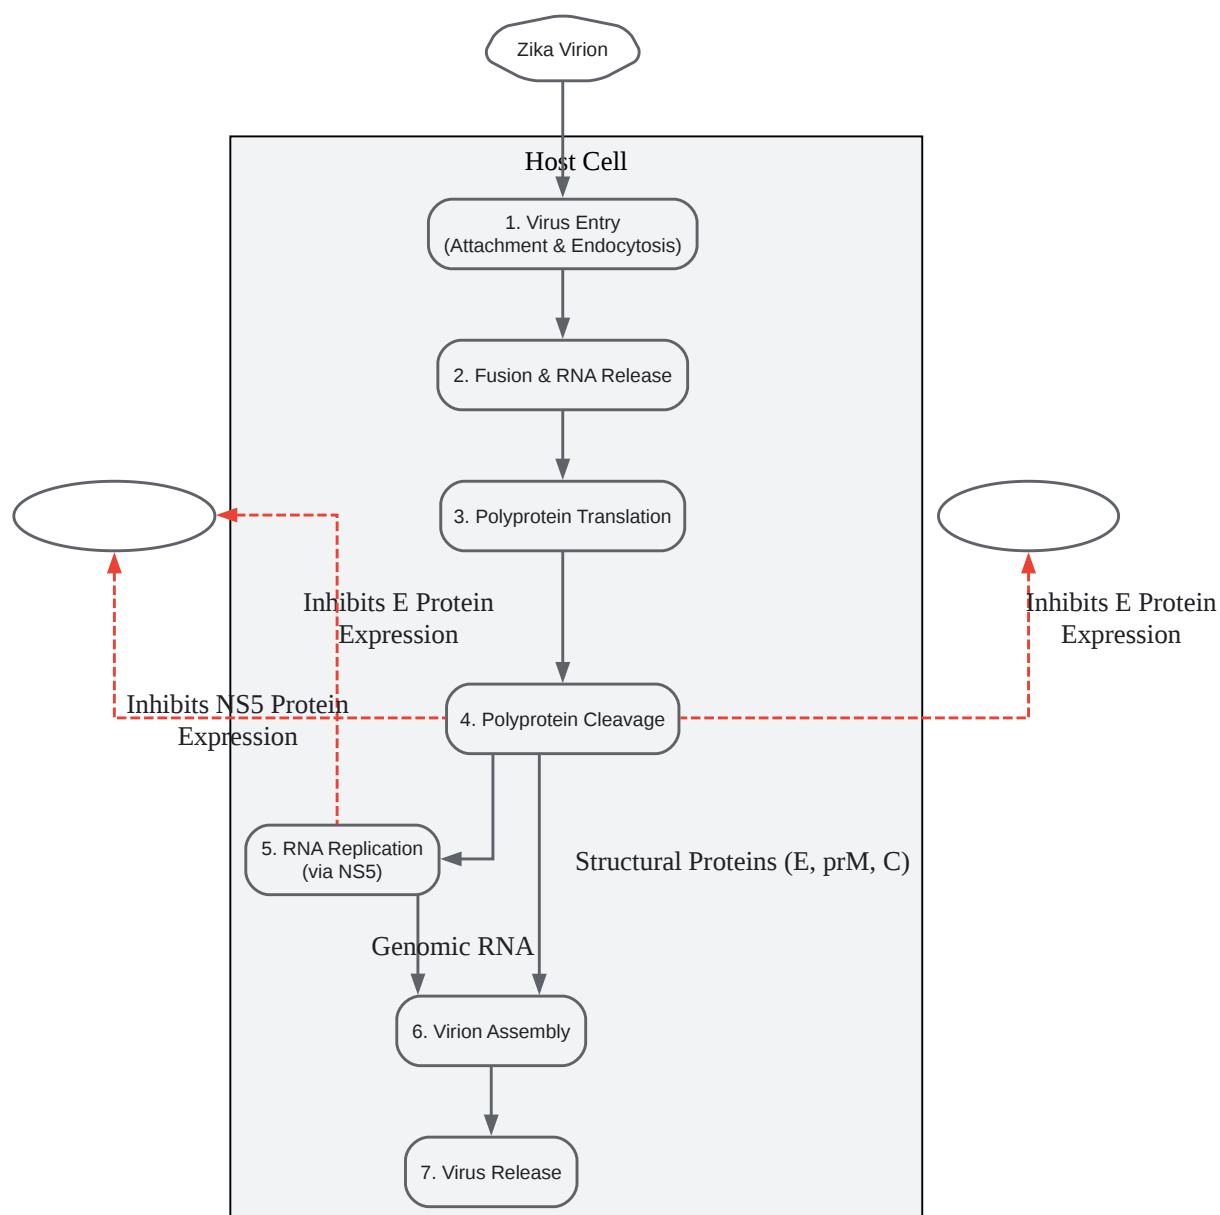 Zika Virion
Host Cell
1. Virus Entry
(Attachment & Endocytosis)
2. Fusion & RNA Release
3. Polyprotein Translation
Inhibits E Protein
Expression
Inhibits E Protein
Expression
Inhibits NS5 Protein
Expression
4. Polyprotein Cleavage
5. RNA Replication
(via NS5)
Structural Proteins (E, prM, C)
Genomic RNA
6. Virion Assembly
7. Virus Release